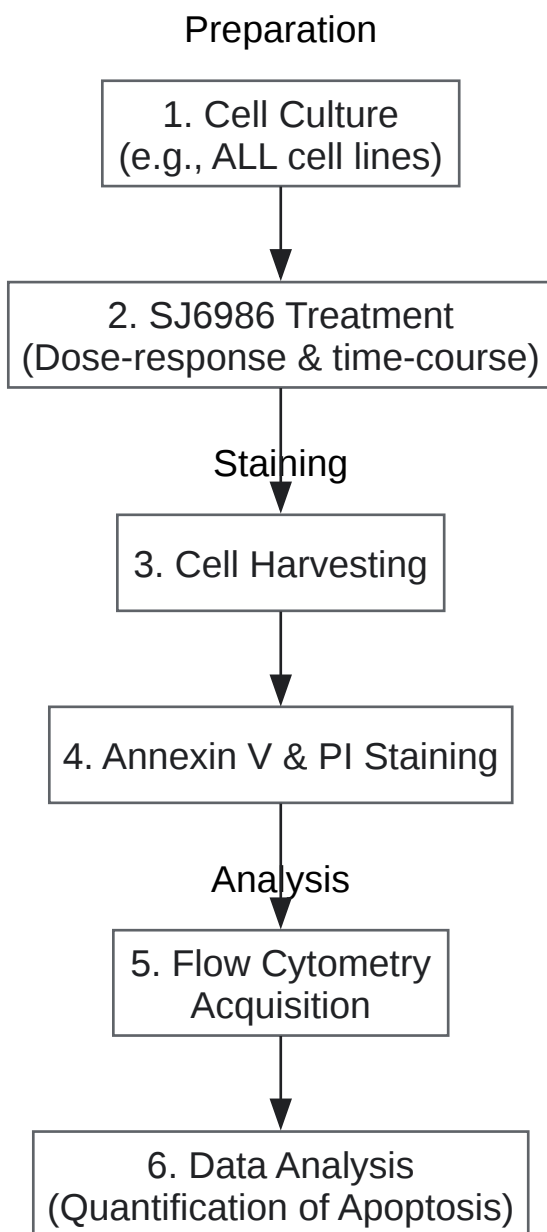 Preparation
1. Cell Culture
(e.g., ALL cell lines)
2. SJ6986 Treatment
(Dose-response & time-course)
Staining
3. Cell Harvesting
4. Annexin V & PI Staining
Analysis
5. Flow Cytometry
Acquisition
6. Data Analysis
(Quantification of Apoptosis)